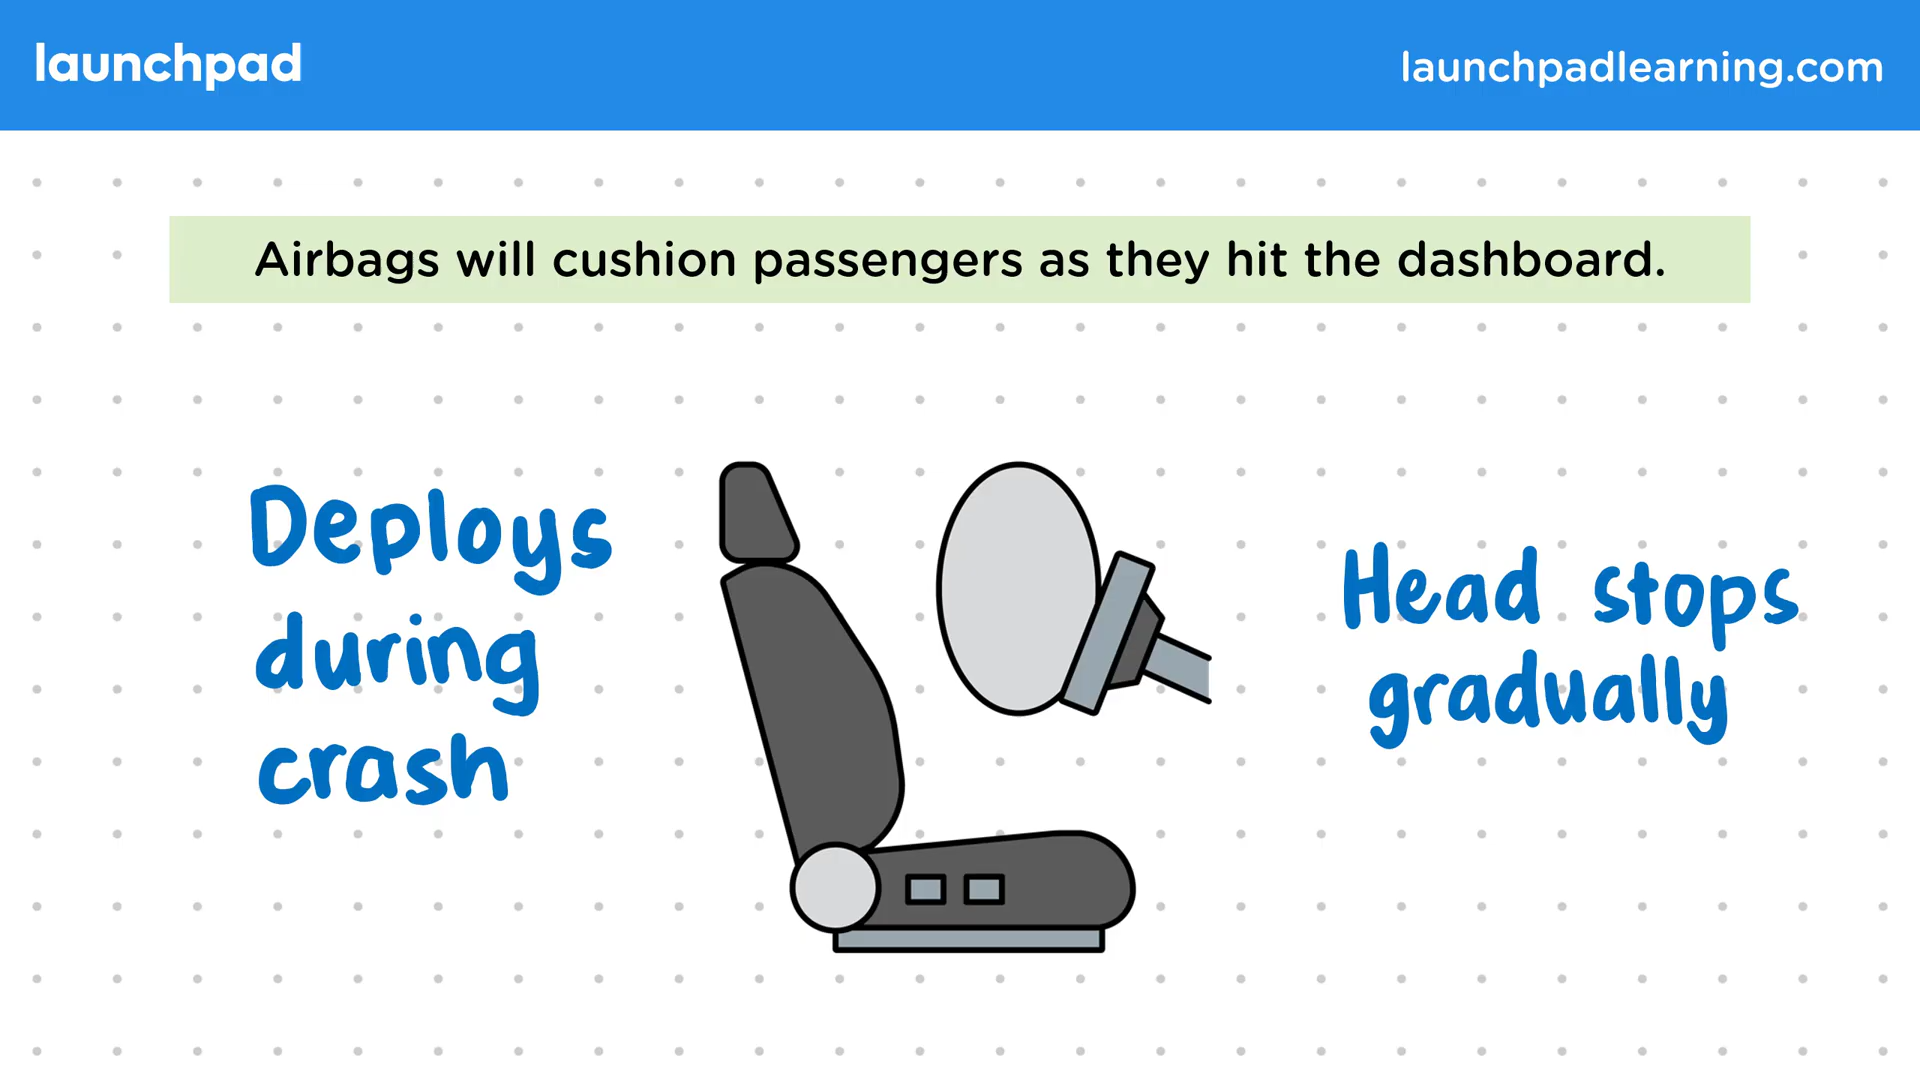 launchpad
launchpadlearning.com
Airbags will cushion passengers as they hit the dashboard.
Deploys
during
crash
Head stops
gradually